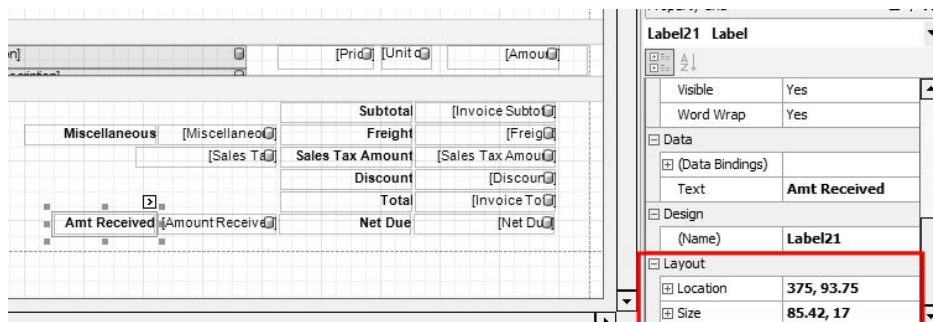 Label21 Label
n]
[Pric
[Unit c
[Amou
Subtotal
[Invoice Subtot
Miscellaneous
[Miscellaneo
Freight
[Freig
[Sales Ta
Sales Tax Amount
[Sales Tax Amou
Discount
[Discour
Total
[Invoice To
Amt Received
[Amount Receive
Net Due
[Net Du
Visible Yes
Word Wrap Yes
Data
(Data Bindings)
Text Amt Received
Design
(Name) Label21
Layout
Location 375, 93.75
Size 85.42, 17